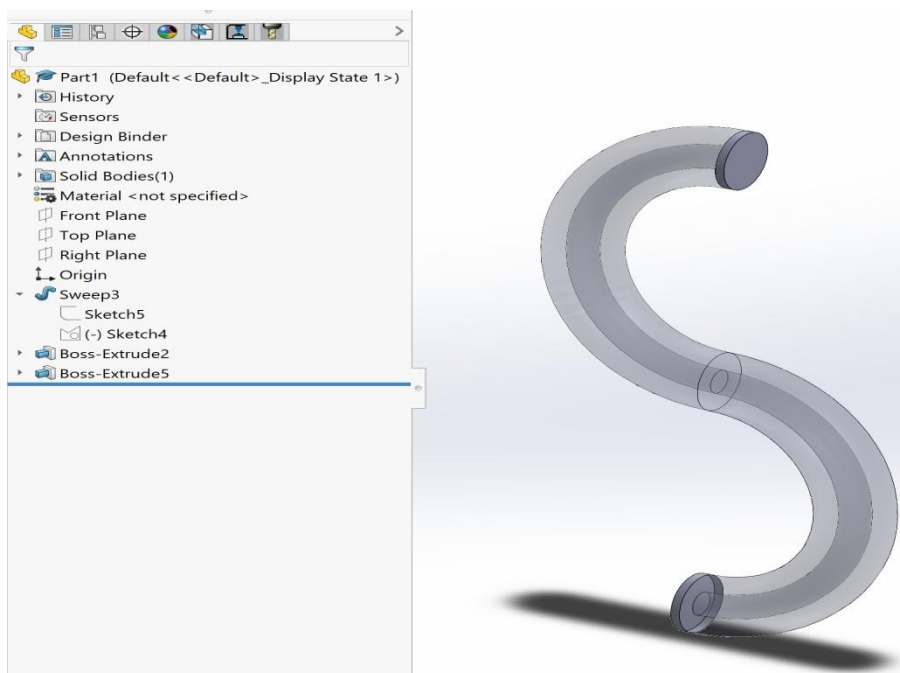 Part1 (Default<<Default>_Display State 1>)
History
Sensors
Design Binder
Annotations
Solid Bodies(1)
Material <not specified>
Front Plane
Top Plane
Right Plane
Origin
Sweep3
Sketch5
(-) Sketch4
Boss-Extrude2
Boss-Extrude5